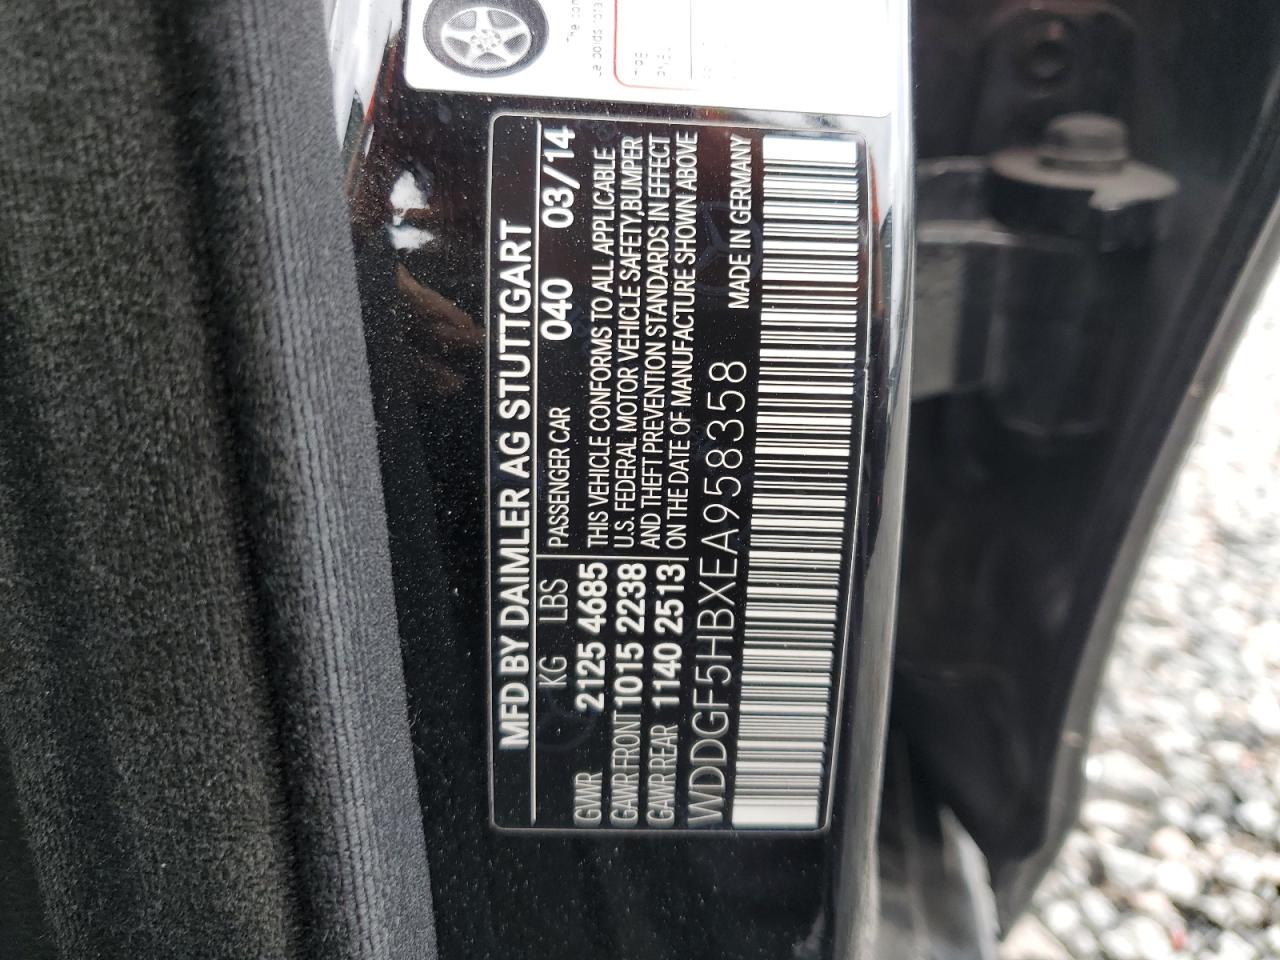 MFD BY DAIMLER AG STUTTGART
KG LBS PASSENGER CAR 040 03/14
GVWR 2125 4685 THIS VEHICLE CONFORMS TO ALL APPLICABLE
GAWR FRONT 1015 2238 U.S. FEDERAL MOTOR VEHICLE SAFETY, BUMPER
GAWR REAR 1140 2513 AND THEFT PREVENTION STANDARDS IN EFFECT
ON THE DATE OF MANUFACTURE SHOWN ABOVE
WDDGF5HBXEA958358 MADE IN GERMANY